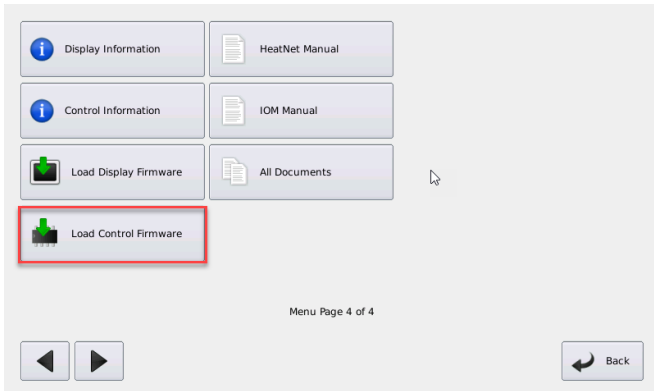 Display Information
HeatNet Manual
Control Information
IOM Manual
Load Display Firmware
All Documents
Load Control Firmware
Menu Page 4 of 4
Back